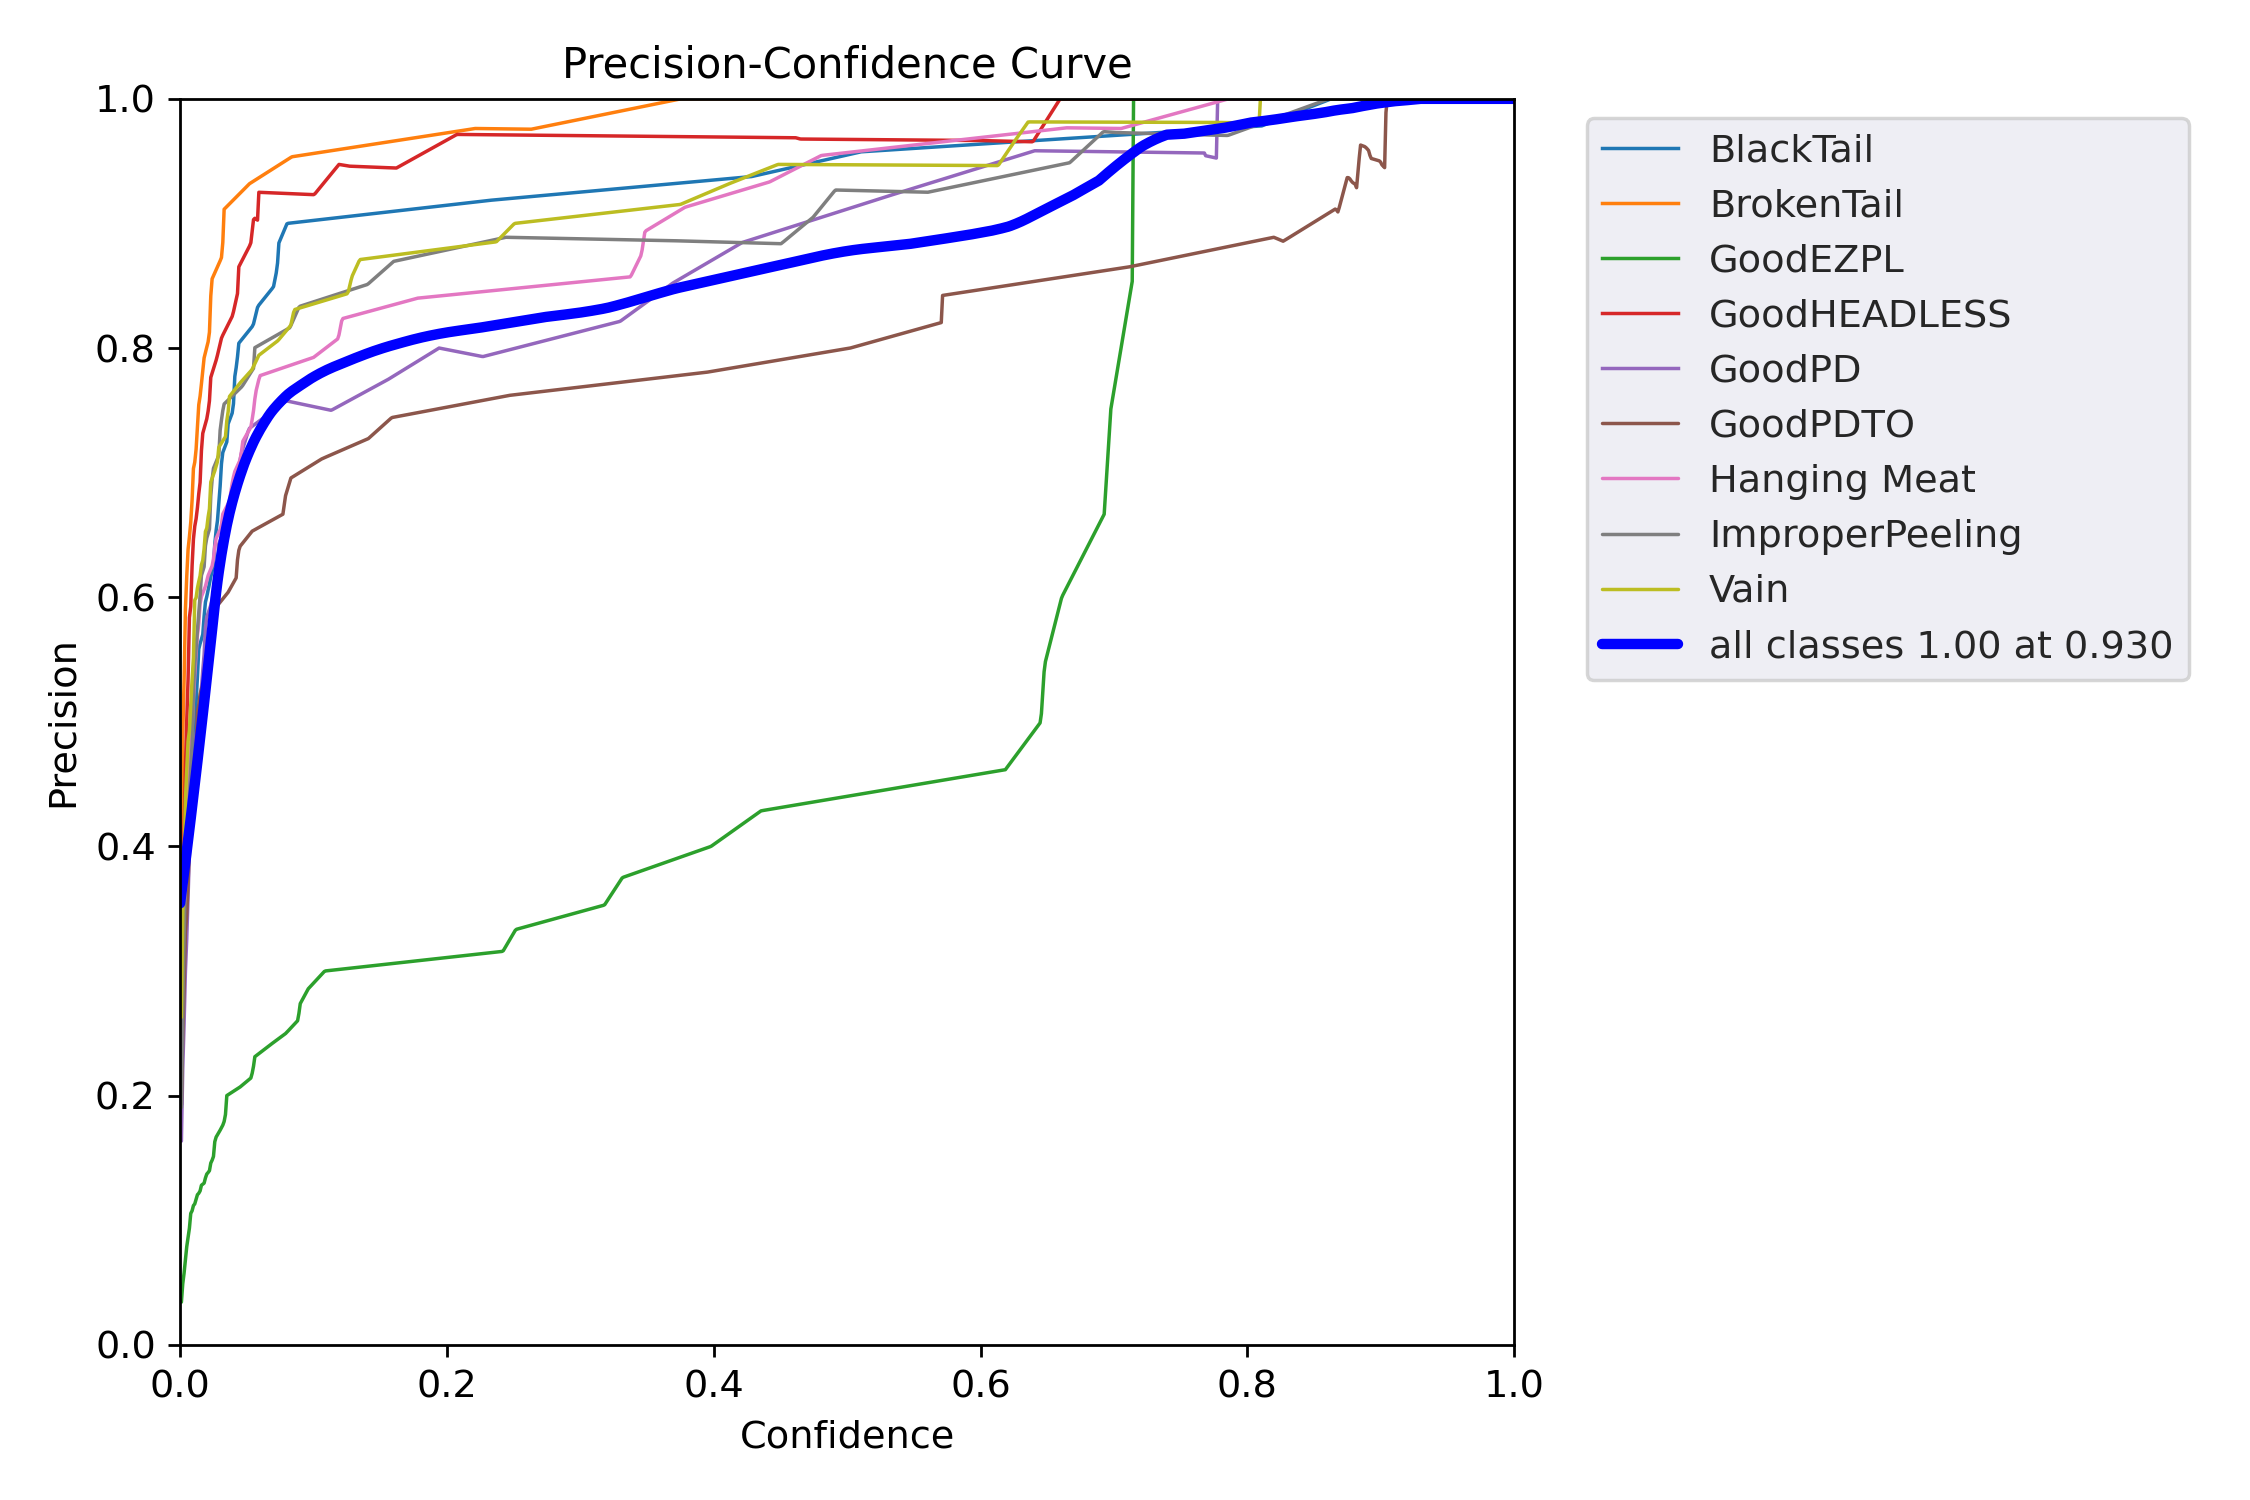 Precision-Confidence Curve
1.0
0.8
0.6
0.4
0.2
0.0
Precision
0.0 0.2 0.4 0.6 0.8 1.0
Confidence
BlackTail
BrokenTail
GoodEZPL
GoodHEADLESS
GoodPD
GoodPDTO
Hanging Meat
ImproperPeeling
Vain
all classes 1.00 at 0.930